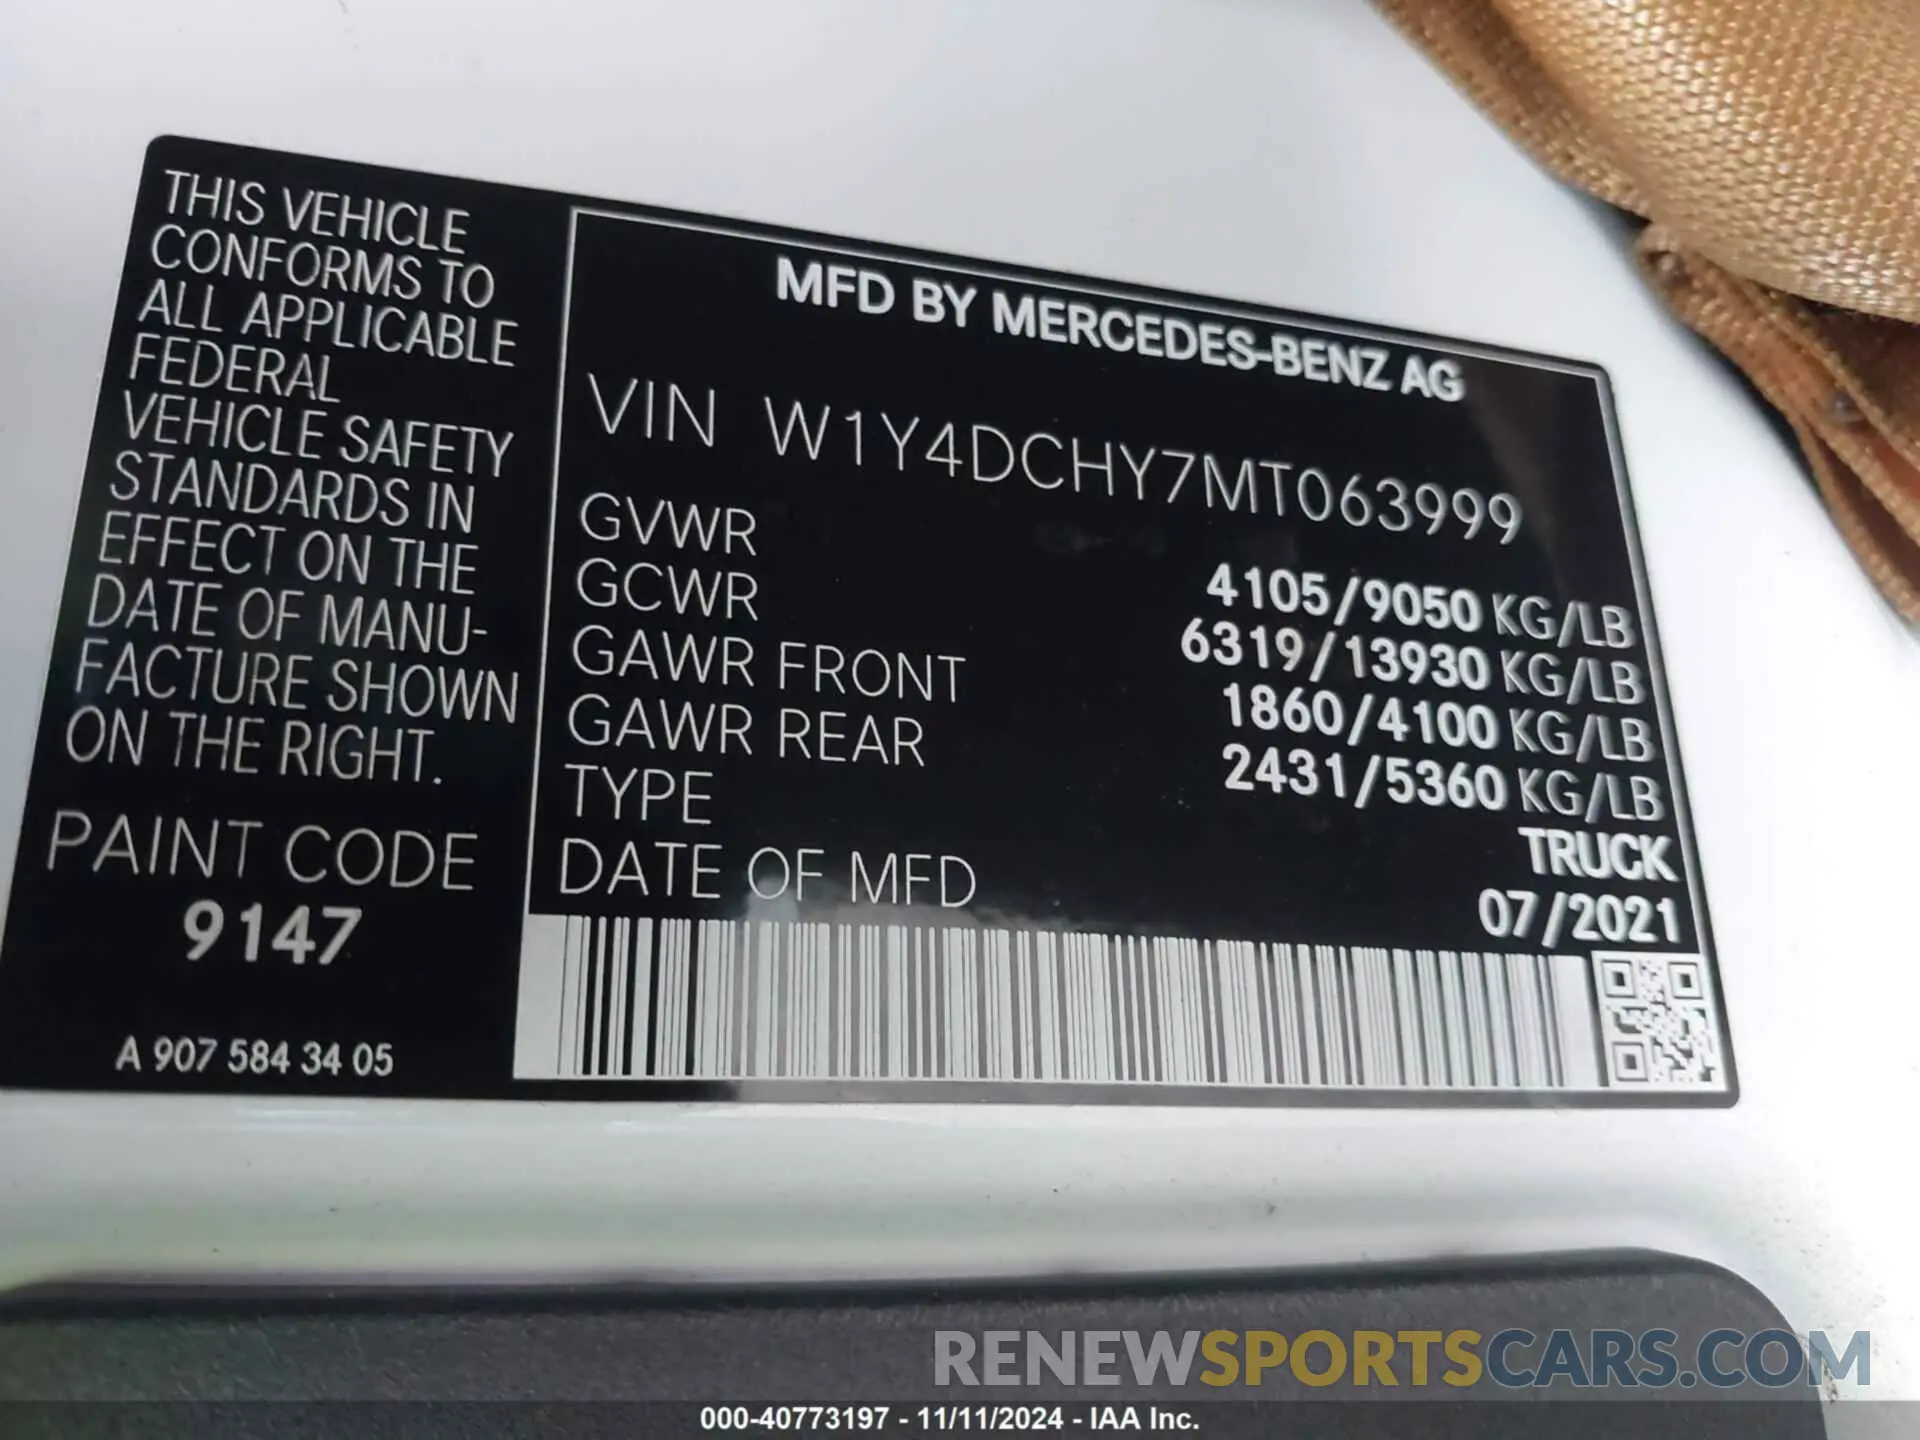 THIS VEHICLE
CONFORMS TO
ALL APPLICABLE
FEDERAL
VEHICLE SAFETY
STANDARDS IN
EFFECT ON THE
DATE OF MANU-
FACTURE SHOWN
ON THE RIGHT.
PAINT CODE
9147
A 907 584 34 05
MFD BY MERCEDES-BENZ AG
VIN W1Y4DCHY7MT063999
GVWR 4105/9050 KG/LB
GCWR 6319/13930 KG/LB
GAWR FRONT 1860/4100 KG/LB
GAWR REAR 2431/5360 KG/LB
TYPE TRUCK
DATE OF MFD 07/2021
RENEWSPORTSCARS.COM
000-40773197 - 11/11/2024 - IAA Inc.